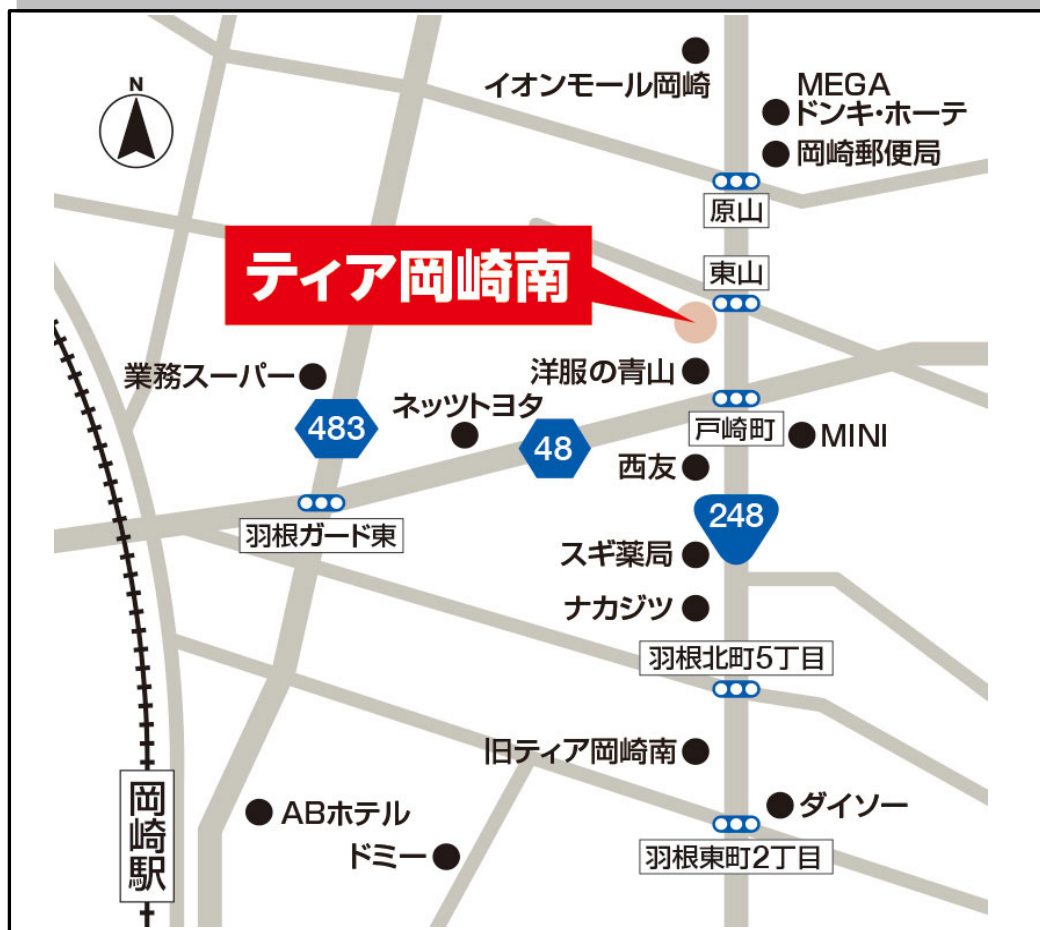 N
イオンモール岡崎
MEGA
ドンキ・ホーテ
岡崎郵便局
原山
東山
ティア岡崎南
業務スーパー
洋服の青山
ネッツトヨタ
483
48
戸崎町
MINI
西友
248
羽根ガード東
スギ薬局
ナカジツ
羽根北町5丁目
旧ティア岡崎南
岡崎駅
ABホテル
ダイソー
ドミー
羽根東町2丁目